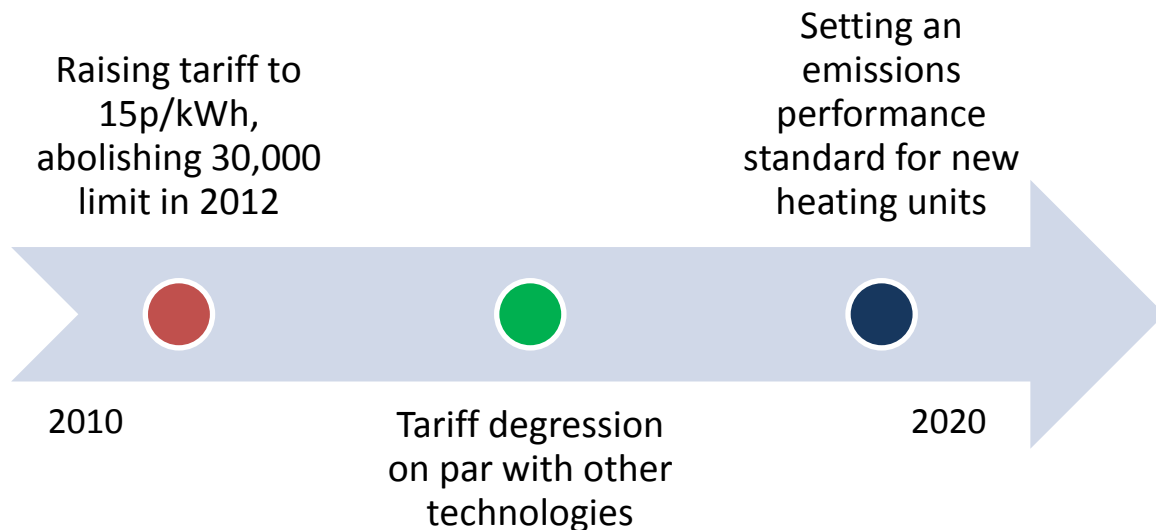 Raising tariff to
15p/kWh,
abolishing 30,000
limit in 2012
Setting an
emissions
performance
standard for new
heating units
2010
Tariff degression
on par with other
technologies
2020